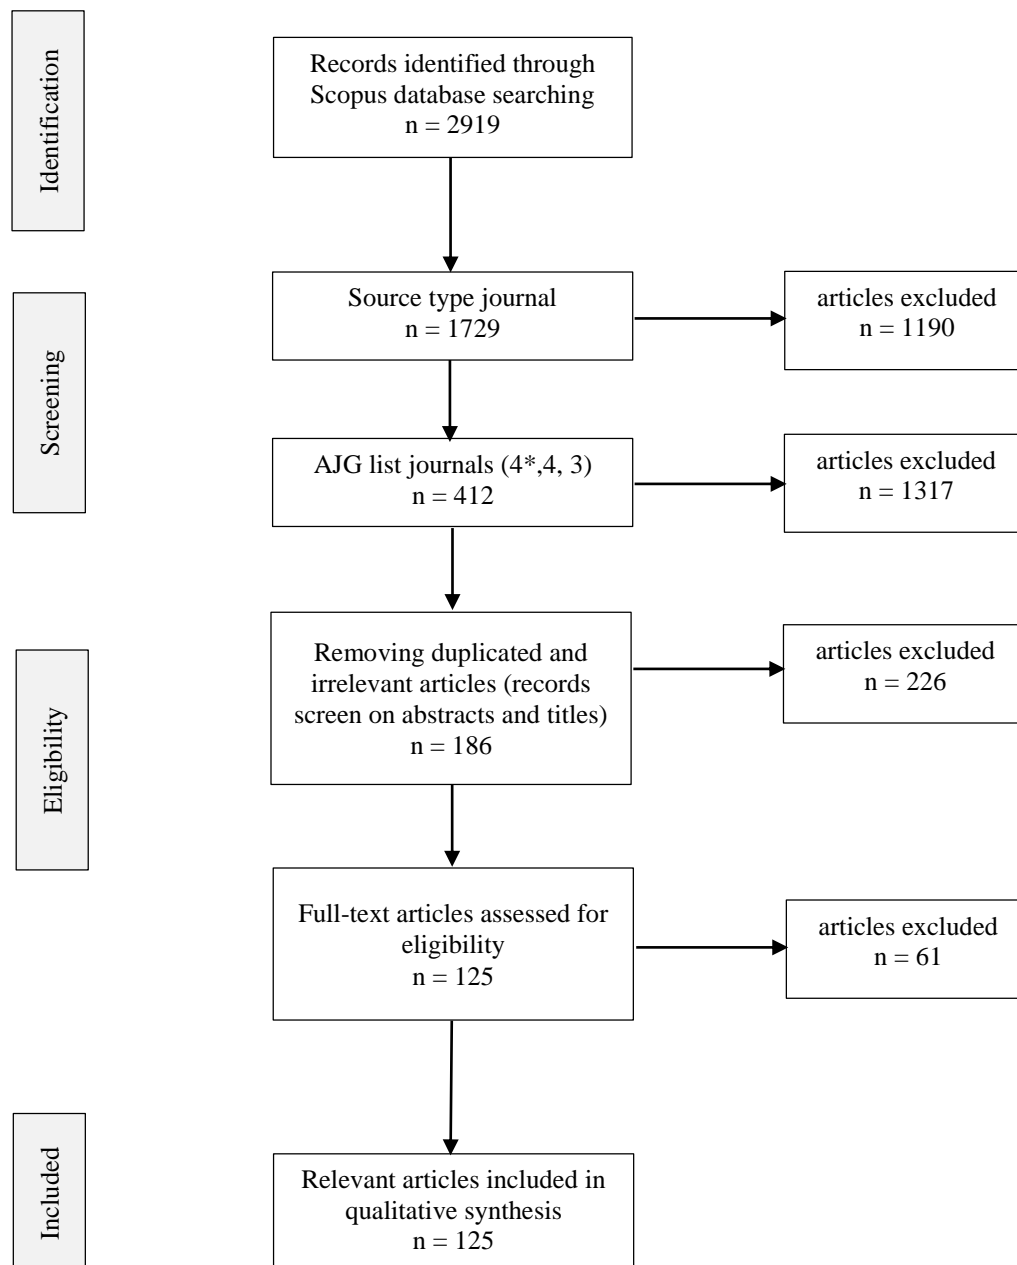 Identification
Records identified through
Scopus database searching
n = 2919
Screening
Source type journal
n = 1729
articles excluded
n = 1190
AJG list journals (4*,4, 3)
n = 412
articles excluded
n = 1317
Eligibility
Removing duplicated and
irrelevant articles (records
screen on abstracts and titles)
n = 186
articles excluded
n = 226
Full-text articles assessed for
eligibility
n = 125
articles excluded
n = 61
Included
Relevant articles included in
qualitative synthesis
n = 125